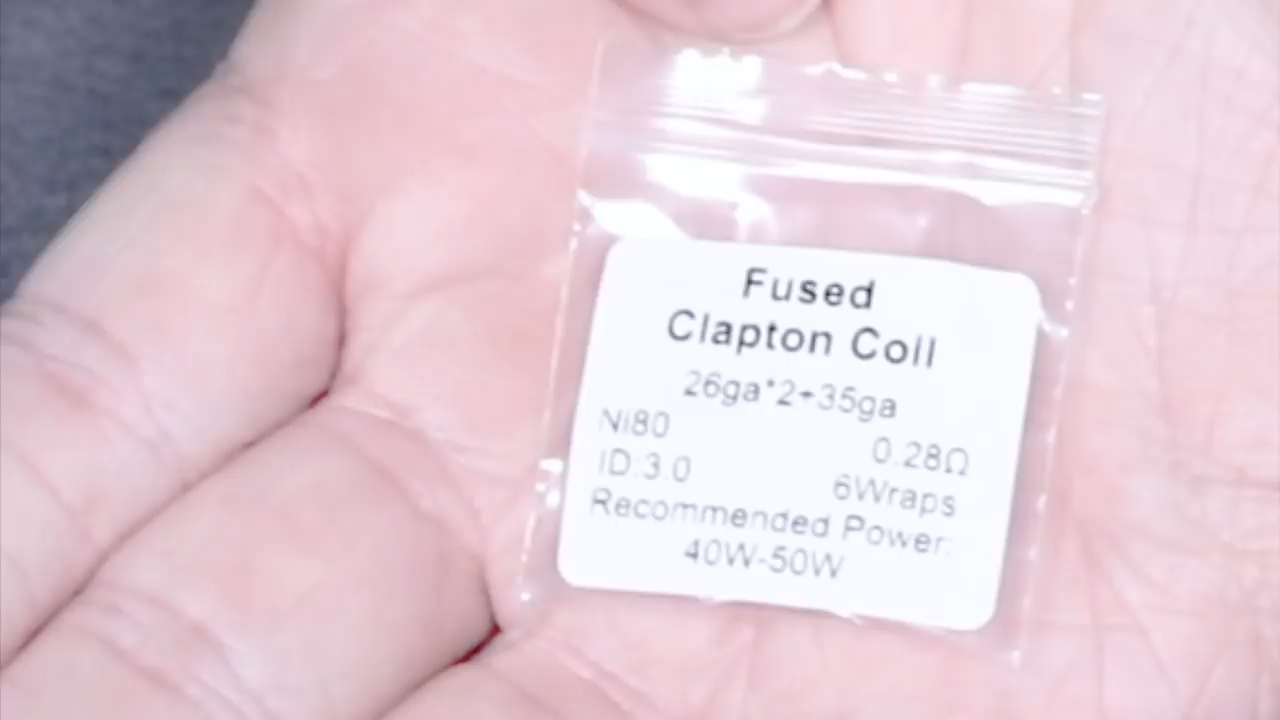 Fused
Clapton Coil
26ga*2+35ga
Ni80 0.28Ω
ID:3.0 6Wraps
Recommended Power:
40W-50W